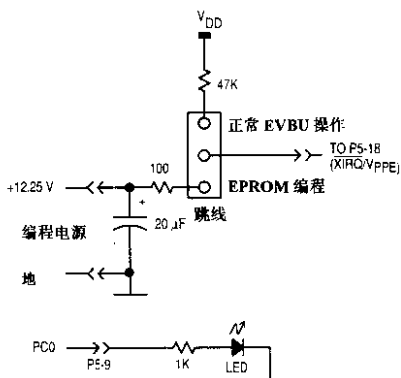 VDD
47K
正常 EVBU 操作
TO P5-18
(XIRQ/VPPE)
100
EPROM 编程
+12.25 V
+
跳线
编程电源
20 μF
地
PC0
P5-9
1K
LED